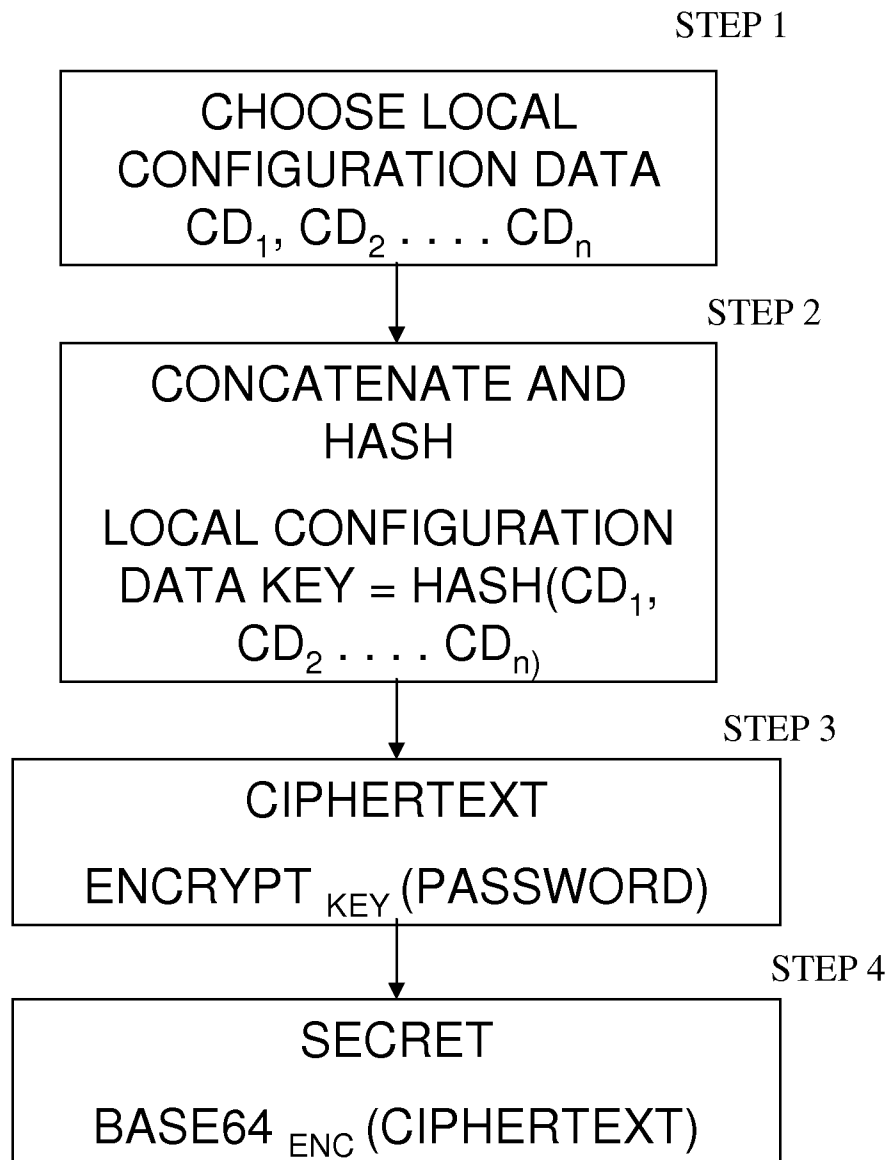 STEP 1
CHOOSE LOCAL
CONFIGURATION DATA
CD₁, CD₂ . . . . CDₙ
STEP 2
CONCATENATE AND
HASH
LOCAL CONFIGURATION
DATA KEY = HASH(CD₁,
CD₂ . . . . CDₙ₎
STEP 3
CIPHERTEXT
ENCRYPT KEY (PASSWORD)
STEP 4
SECRET
BASE64 ENC (CIPHERTEXT)